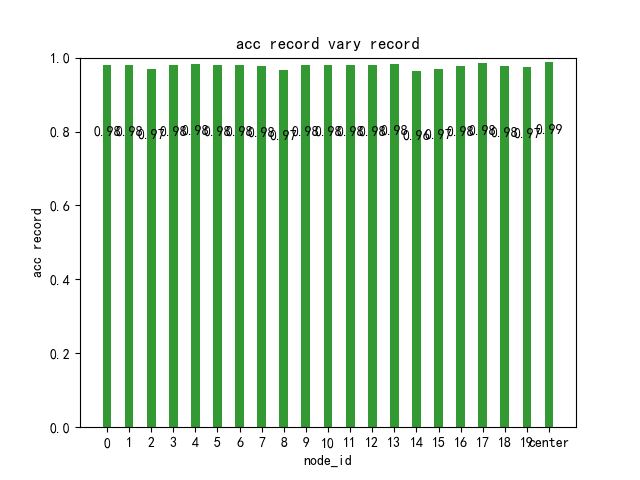 acc record vary record
1.0
0.8
0.6
0.4
0.2
0.0
acc record
0.98 0.98 0.97 0.98 0.98 0.98 0.98 0.98 0.97 0.98 0.98 0.98 0.98 0.98 0.96 0.97 0.98 0.98 0.98 0.97 0.99
0 1 2 3 4 5 6 7 8 9 10 11 12 13 14 15 16 17 18 19 center
node_id